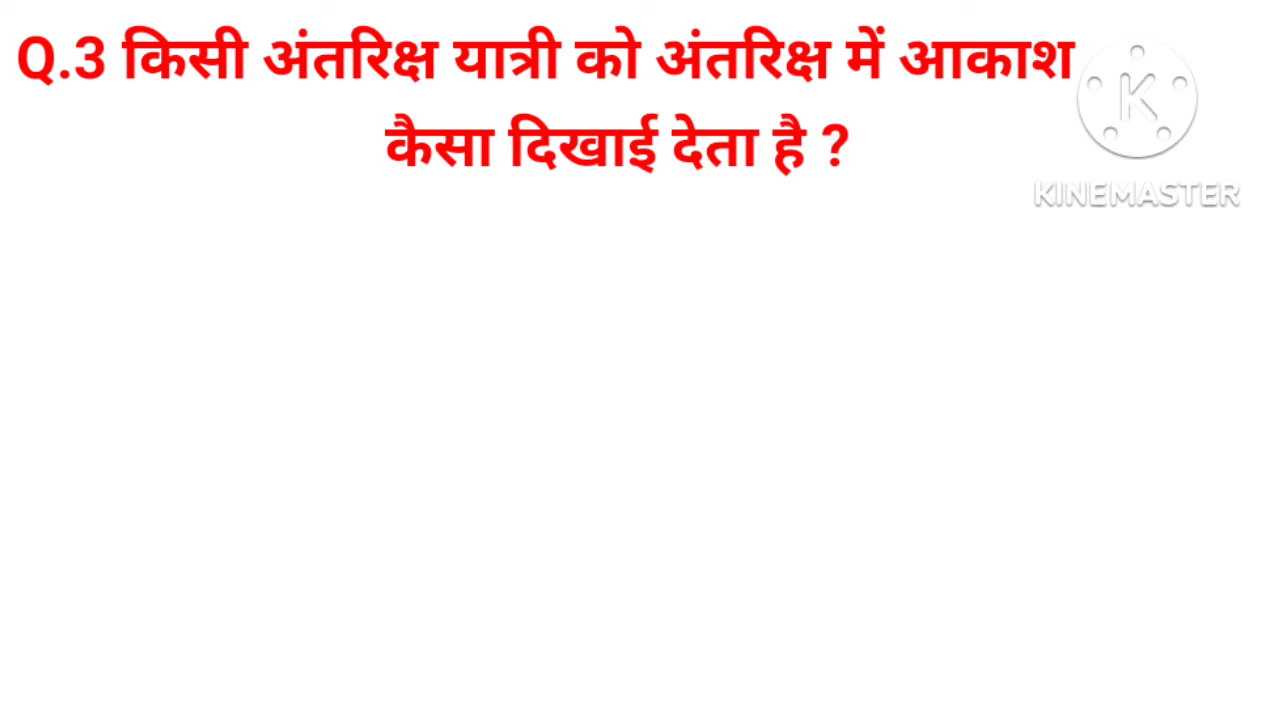 Q.3 किसी अंतरिक्ष यात्री को अंतरिक्ष में आकाश
कैसा दिखाई देता है ?
K
KINEMASTER